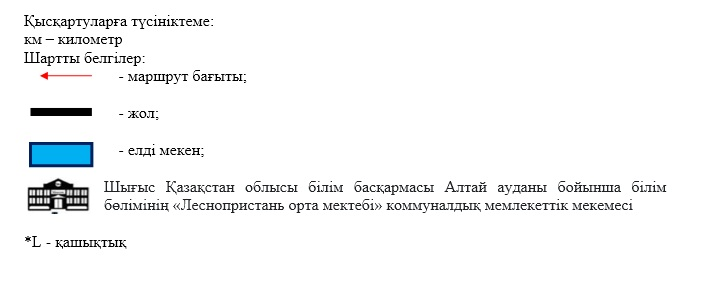 Қысқартуларға түсініктеме:
км – километр
Шартты белгілер:
- маршрут бағыты;
- жол;
- елді мекен;
Шығыс Қазақстан облысы білім басқармасы Алтай ауданы бойынша білім
бөлімінің «Леснопристань орта мектебі» коммуналдық мемлекеттік мекемесі
*L - қашықтық